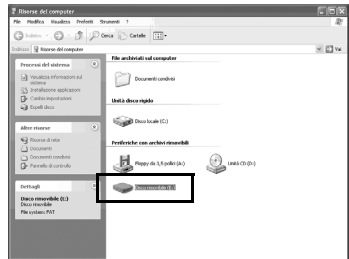 Risorse del computer
File Modifica Visualizza Preferiti Strumenti ?
Indietro Cerca Cartelle
Indirizzo Risorse del computer Vai
Processi del sistema
Visualizza informazioni sul sistema
Installazione applicazioni
Cambia impostazioni
Espelli disco
Altre risorse
Risorse di rete
Documenti
Documenti condivisi
Pannello di controllo
Dettagli
Disco rimovibile (E:)
Disco rimovibile
File system: FAT
File archiviati sul computer
Documenti condivisi
Unità disco rigido
Disco locale (C:)
Periferiche con archivi rimovibili
Floppy da 3,5 pollici (A:)
Unità CD (D:)
Disco rimovibile (E:)